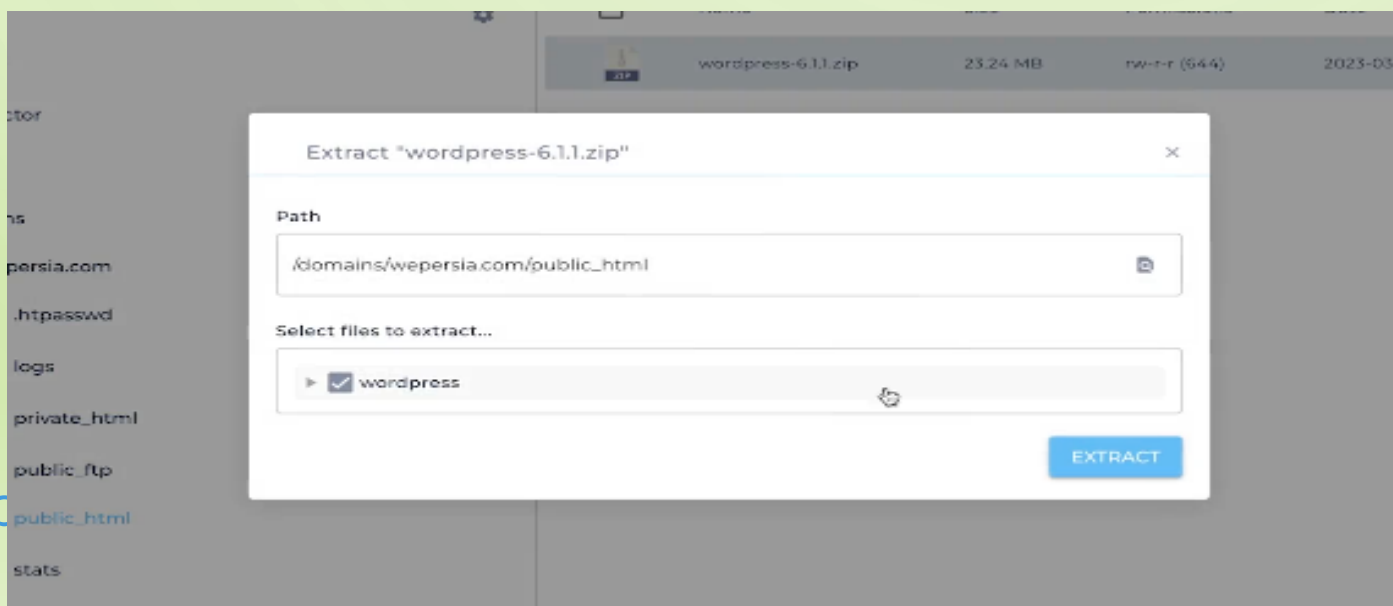 wordpress-6.1.1.zip 23.24 MB rw-r-r (644) 2023-03
ZIP
ctor
Extract "wordpress-6.1.1.zip"
ns
Path
persia.com
/domains/wepersia.com/public_html
.htpasswd
Select files to extract...
logs
wordpress
private_html
EXTRACT
public_ftp
public_html
stats